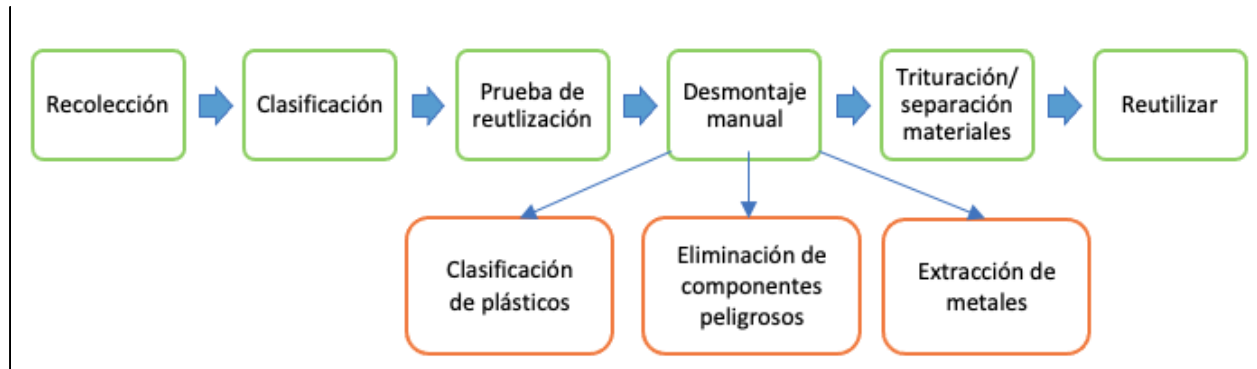 Recolección
Clasificación
Prueba de
reutlización
Desmontaje
manual
Trituración/
separación
materiales
Reutilizar
Clasificación
de plásticos
Eliminación de
componentes
peligrosos
Extracción de
metales